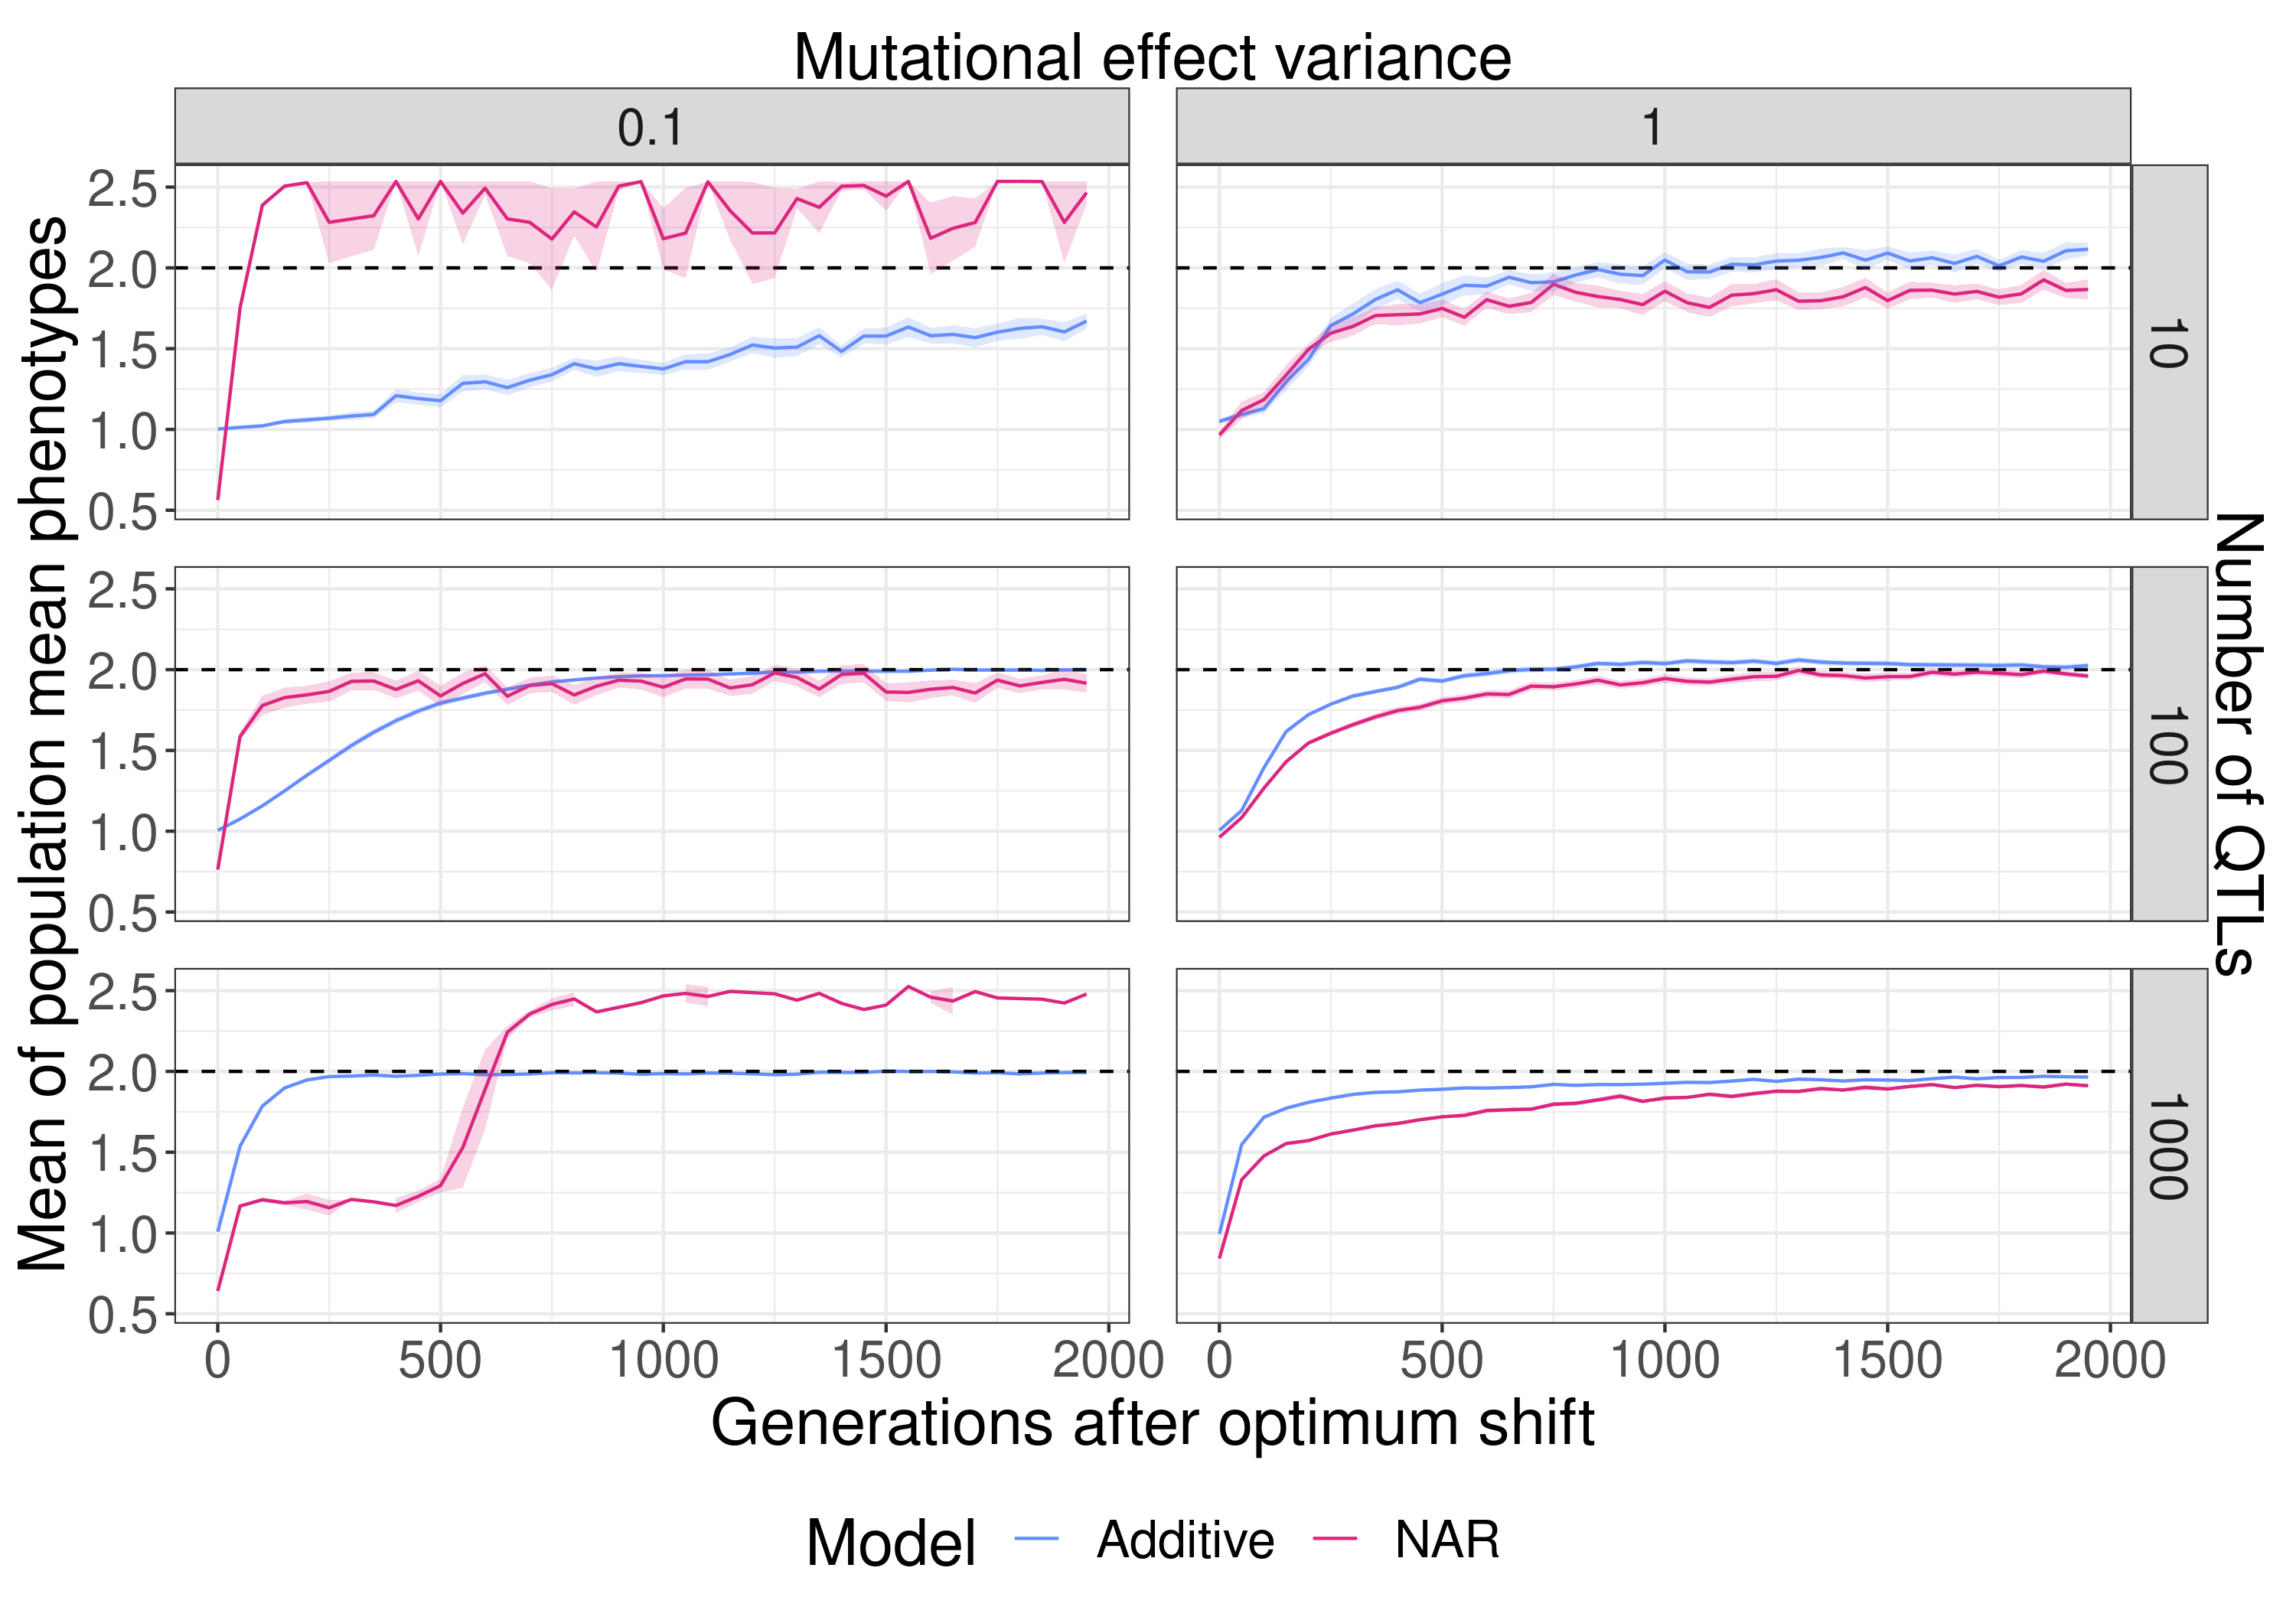 Mutational effect variance
0.1
1
Mean of population mean phenotypes
2.5
2.0
1.5
1.0
0.5
10
2.5
2.0
1.5
1.0
0.5
100
2.5
2.0
1.5
1.0
0.5
1000
Number of QTLs
0 500 1000 1500 2000
0 500 1000 1500 2000
Generations after optimum shift
Model Additive NAR